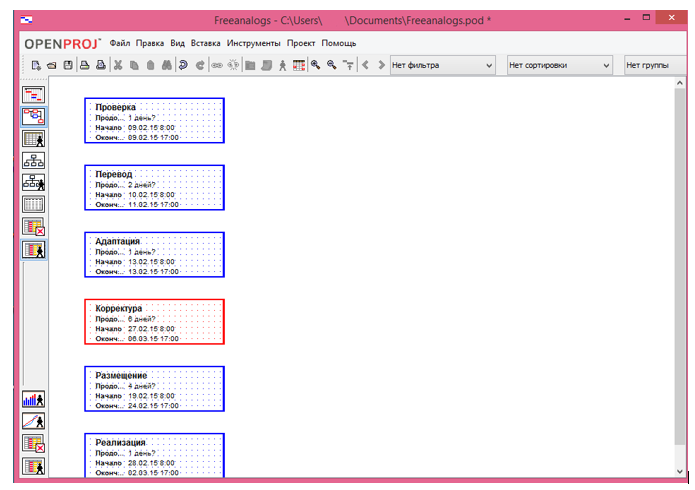 Freeanalogs - C:\Users\ \Documents\Freeanalogs.pod *
OPENPROJ™ Файл Правка Вид Вставка Инструменты Проект Помощь
Нет фильтра Нет сортировки Нет группы
Проверка
Продо... 1 день?
Начало 09.02.15 8:00
Оконч... 09.02.15 17:00
Перевод
Продо... 2 дней?
Начало 10.02.15 8:00
Оконч... 11.02.15 17:00
Адаптация
Продо... 1 день?
Начало 13.02.15 8:00
Оконч... 13.02.15 17:00
Корректура
Продо... 6 дней?
Начало 27.02.15 8:00
Оконч... 06.03.15 17:00
Размещение
Продо... 4 дней?
Начало 19.02.15 8:00
Оконч... 24.02.15 17:00
Реализация
Продо... 1 день?
Начало 28.02.15 8:00
Оконч... 02.03.15 17:00